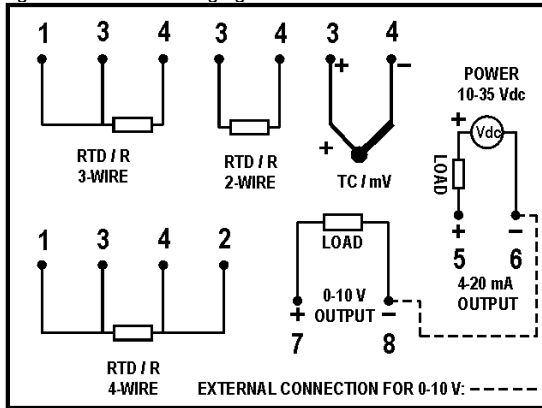 1 3 4
3 4
3 4
+ −
+
RTD / R
3-WIRE
RTD / R
2-WIRE
TC / mV
POWER
10-35 Vdc
+
Vdc
LOAD
+ −
5 6
4-20 mA
OUTPUT
1 3 4 2
RTD / R
4-WIRE
LOAD
0-10 V
+ OUTPUT −
7 8
EXTERNAL CONNECTION FOR 0-10 V: